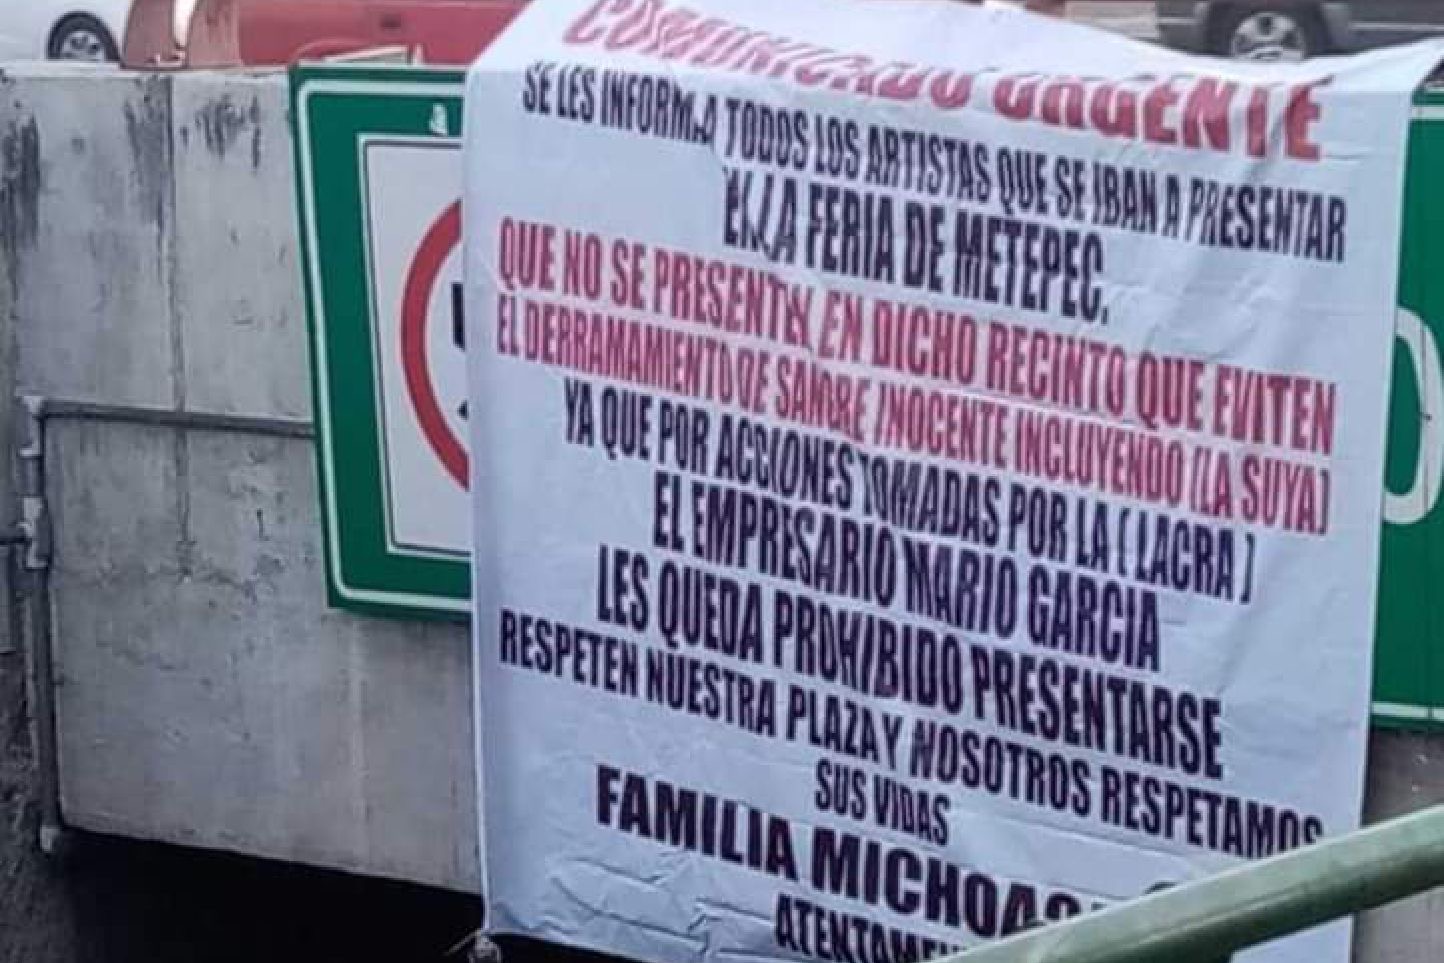 COMUNICADO URGENTE
SE LES INFORMA A TODOS LOS ARTISTAS QUE SE IBAN A PRESENTAR
EN LA FERIA DE METEPEC.
QUE NO SE PRESENTEN EN DICHO RECINTO QUE EVITEN
EL DERRAMAMIENTO DE SANGRE INOCENTE INCLUYENDO [LA SUYA]
YA QUE POR ACCIONES TOMADAS POR LA [LACRA]
EL EMPRESARIO MARIO GARCIA
LES QUEDA PROHIBIDO PRESENTARSE
RESPETEN NUESTRA PLAZA Y NOSOTROS RESPETAMOS
SUS VIDAS
FAMILIA